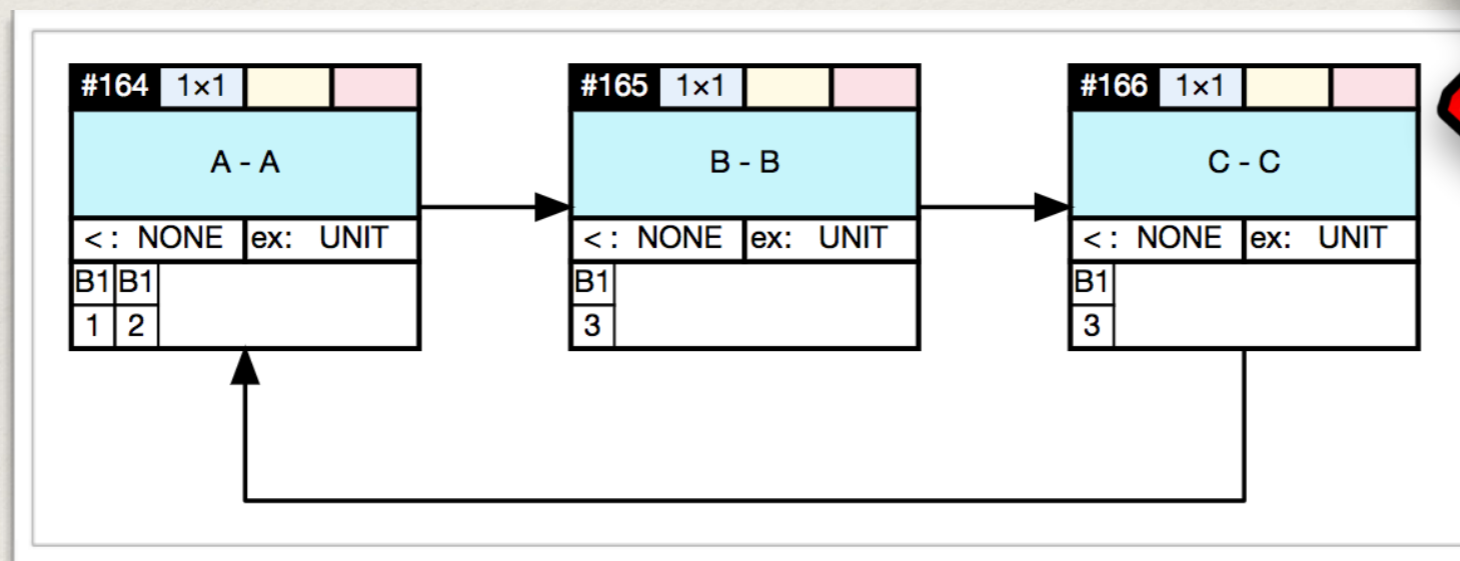 #164 1×1
A - A
<: NONE ex: UNIT
B1 B1
1 2
#165 1×1
B - B
<: NONE ex: UNIT
B1
3
#166 1×1
C - C
<: NONE ex: UNIT
B1
3